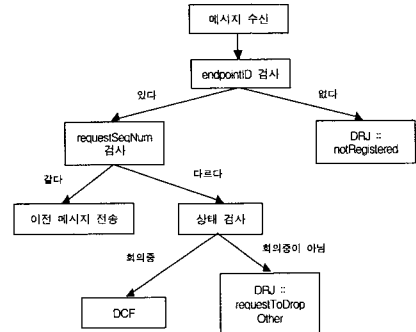 메시지 수신
endpointID 검사
있다
없다
requestSeqNum
검사
DRJ ::
notRegistered
같다
다르다
이전 메시지 전송
상태 검사
회의중
회의중이 아님
DCF
DRJ ::
requestToDrop
Other